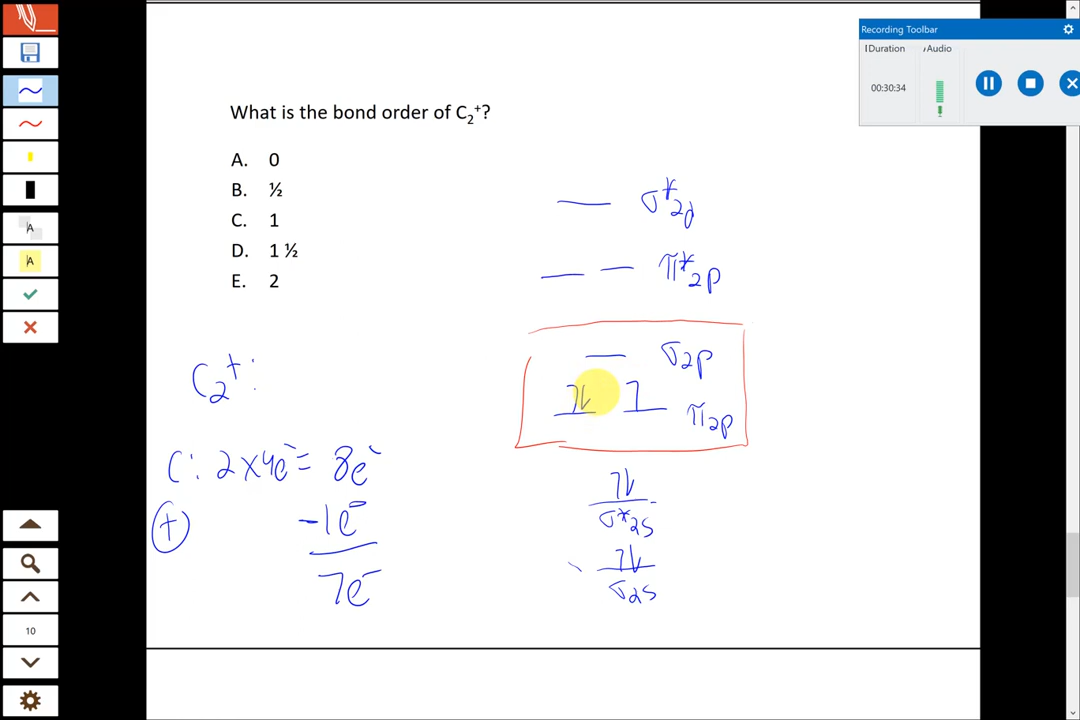 Recording Toolbar
Duration
Audio
00:30:34
What is the bond order of C₂⁺?
A. 0
B. ½
C. 1
D. 1 ½
E. 2
σ*2p
π*2p
σ2p
π2p
σ*2s
σ2s
C₂⁺:
C: 2×4e⁻= 8e⁻
+ -1e⁻
7e⁻
A
A
10